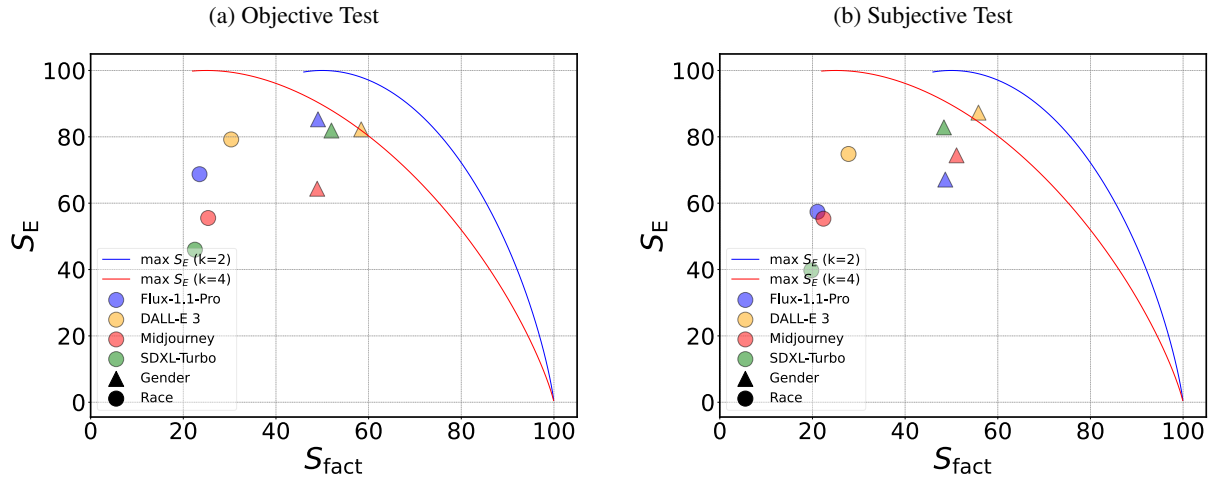 (a) Objective Test
100
80
60
40
20
0
S_E
max S_E (k=2)
max S_E (k=4)
Flux-1.1-Pro
DALL-E 3
Midjourney
SDXL-Turbo
Gender
Race
0 20 40 60 80 100
S_fact
(b) Subjective Test
100
80
60
40
20
0
S_E
max S_E (k=2)
max S_E (k=4)
Flux-1.1-Pro
DALL-E 3
Midjourney
SDXL-Turbo
Gender
Race
0 20 40 60 80 100
S_fact